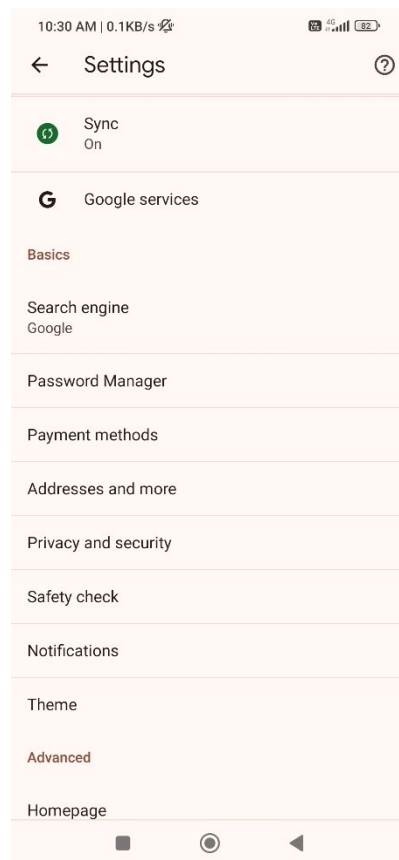 10:30 AM | 0.1KB/s
4G
82
Settings
Sync
On
Google services
Basics
Search engine
Google
Password Manager
Payment methods
Addresses and more
Privacy and security
Safety check
Notifications
Theme
Advanced
Homepage